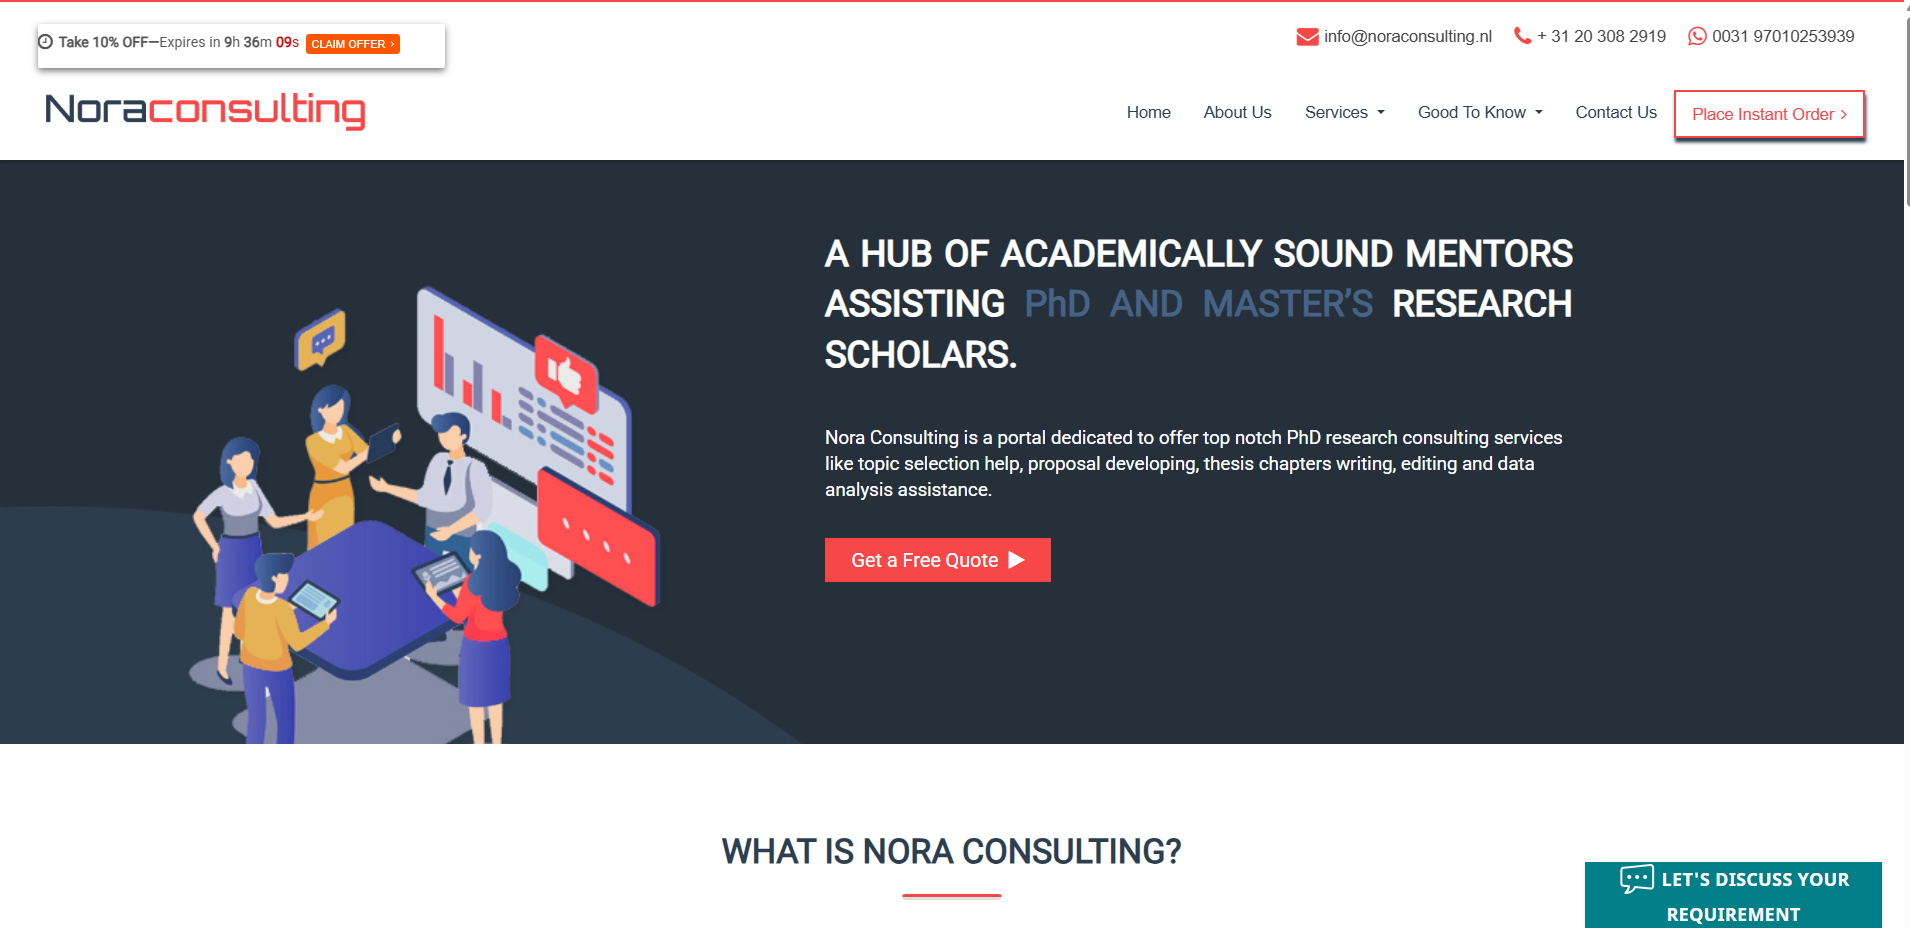 Take 10% OFF—Expires in 9h 36m 09s CLAIM OFFER ›
info@noraconsulting.nl + 31 20 308 2919 0031 97010253939
Noraconsulting
Home About Us Services Good To Know Contact Us Place Instant Order ›
A HUB OF ACADEMICALLY SOUND MENTORS
ASSISTING PhD AND MASTER’S RESEARCH
SCHOLARS.
Nora Consulting is a portal dedicated to offer top notch PhD research consulting services
like topic selection help, proposal developing, thesis chapters writing, editing and data
analysis assistance.
Get a Free Quote
WHAT IS NORA CONSULTING?
LET'S DISCUSS YOUR
REQUIREMENT